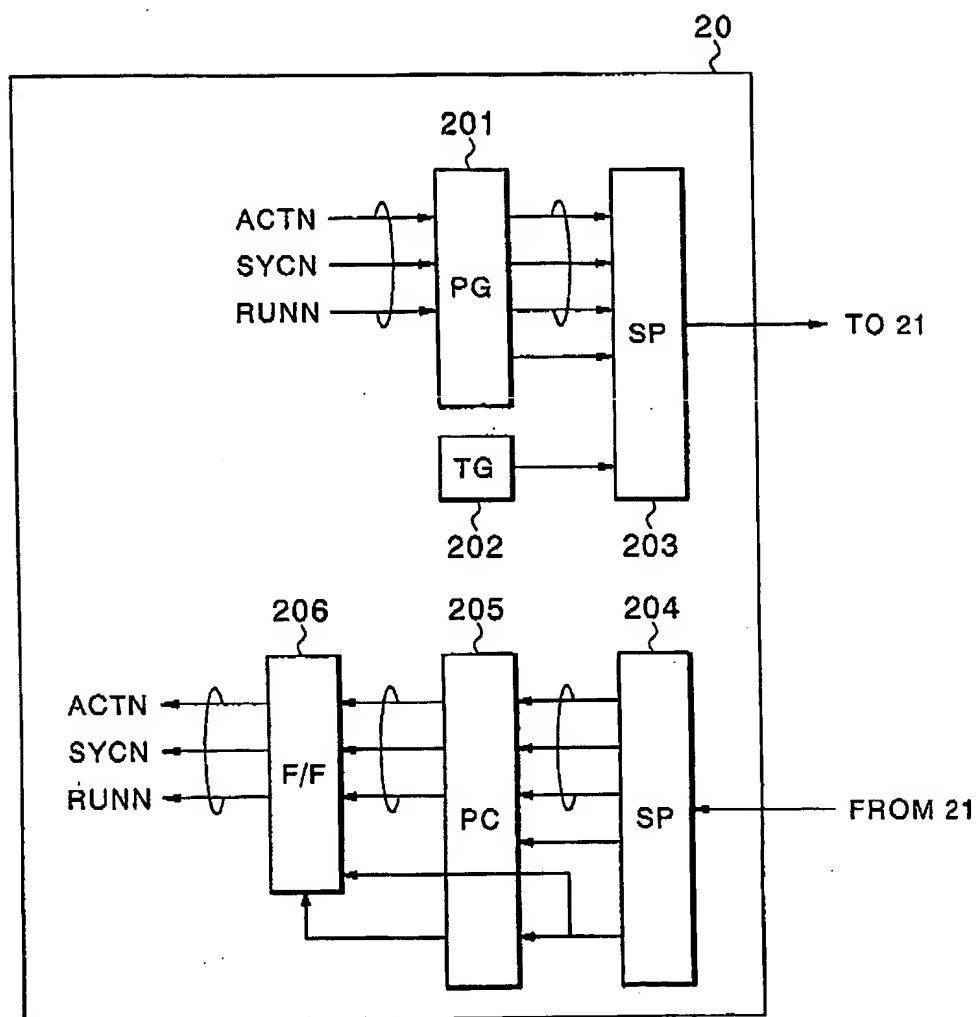 20
201
ACTN
SYCN
RUNN
PG
SP
TO 21
TG
202
203
206
205
204
ACTN
SYCN
RUNN
F/F
PC
SP
FROM 21